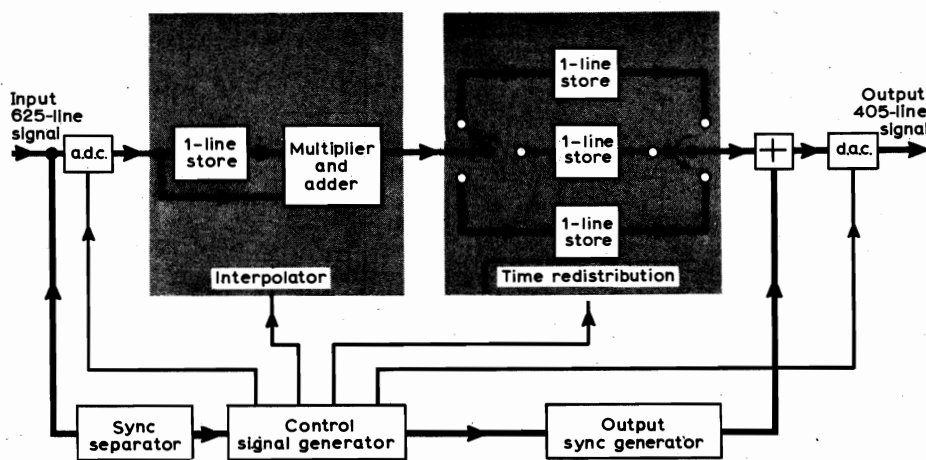 Input
625-line
signal
a.d.c.
1-line
store
Multiplier
and
adder
Interpolator
1-line
store
1-line
store
1-line
store
Time redistribution
+
d.a.c.
Output
405-line
signal
Sync
separator
Control
signal generator
Output
sync generator